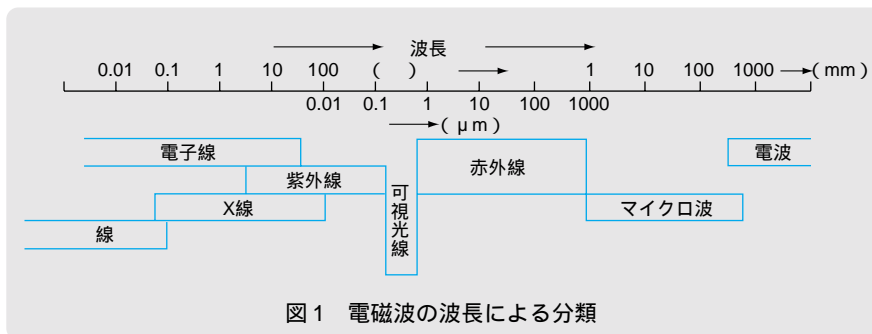 波長
0.01 0.1 1 10 100 ( ) 1 10 100 1000 (mm)
0.01 0.1 1 10 100 1000
(μm)
電子線 赤外線 電波
紫外線
可視光線
X線 マイクロ波
線
図1 電磁波の波長による分類